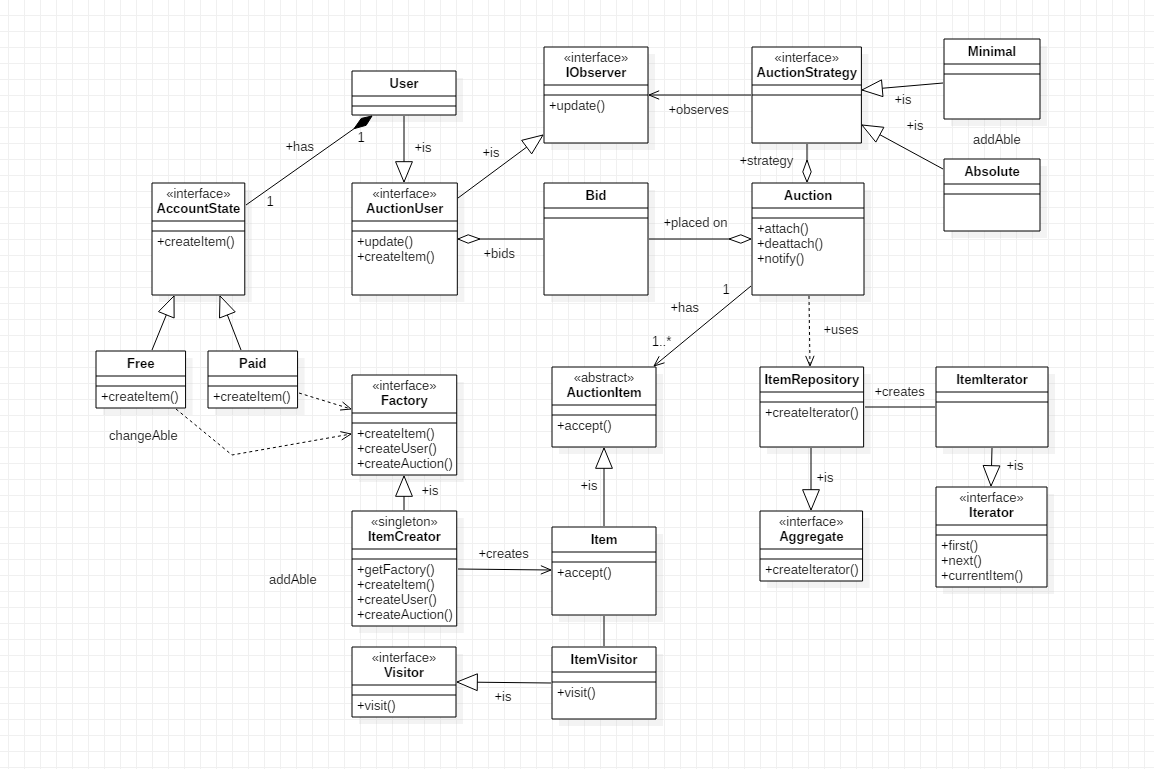 User
+has
1
1
+is
«interface»
IObserver
+update()
+is
+observes
«interface»
AuctionStrategy
+is
+is
Minimal
addAble
Absolute
+strategy
«interface»
AccountState
+createItem()
«interface»
AuctionUser
+update()
+createItem()
+bids
Bid
+placed on
Auction
+attach()
+deattach()
+notify()
1
+has
1..*
+uses
Free
+createItem()
Paid
+createItem()
changeAble
«interface»
Factory
+createItem()
+createUser()
+createAuction()
+is
«abstract»
AuctionItem
+accept()
+is
ItemRepository
+createIterator()
+creates
ItemIterator
+is
+is
«interface»
Aggregate
+createIterator()
«interface»
Iterator
+first()
+next()
+currentItem()
addAble
«singleton»
ItemCreator
+getFactory()
+createItem()
+createUser()
+createAuction()
+creates
Item
+accept()
«interface»
Visitor
+visit()
+is
ItemVisitor
+visit()